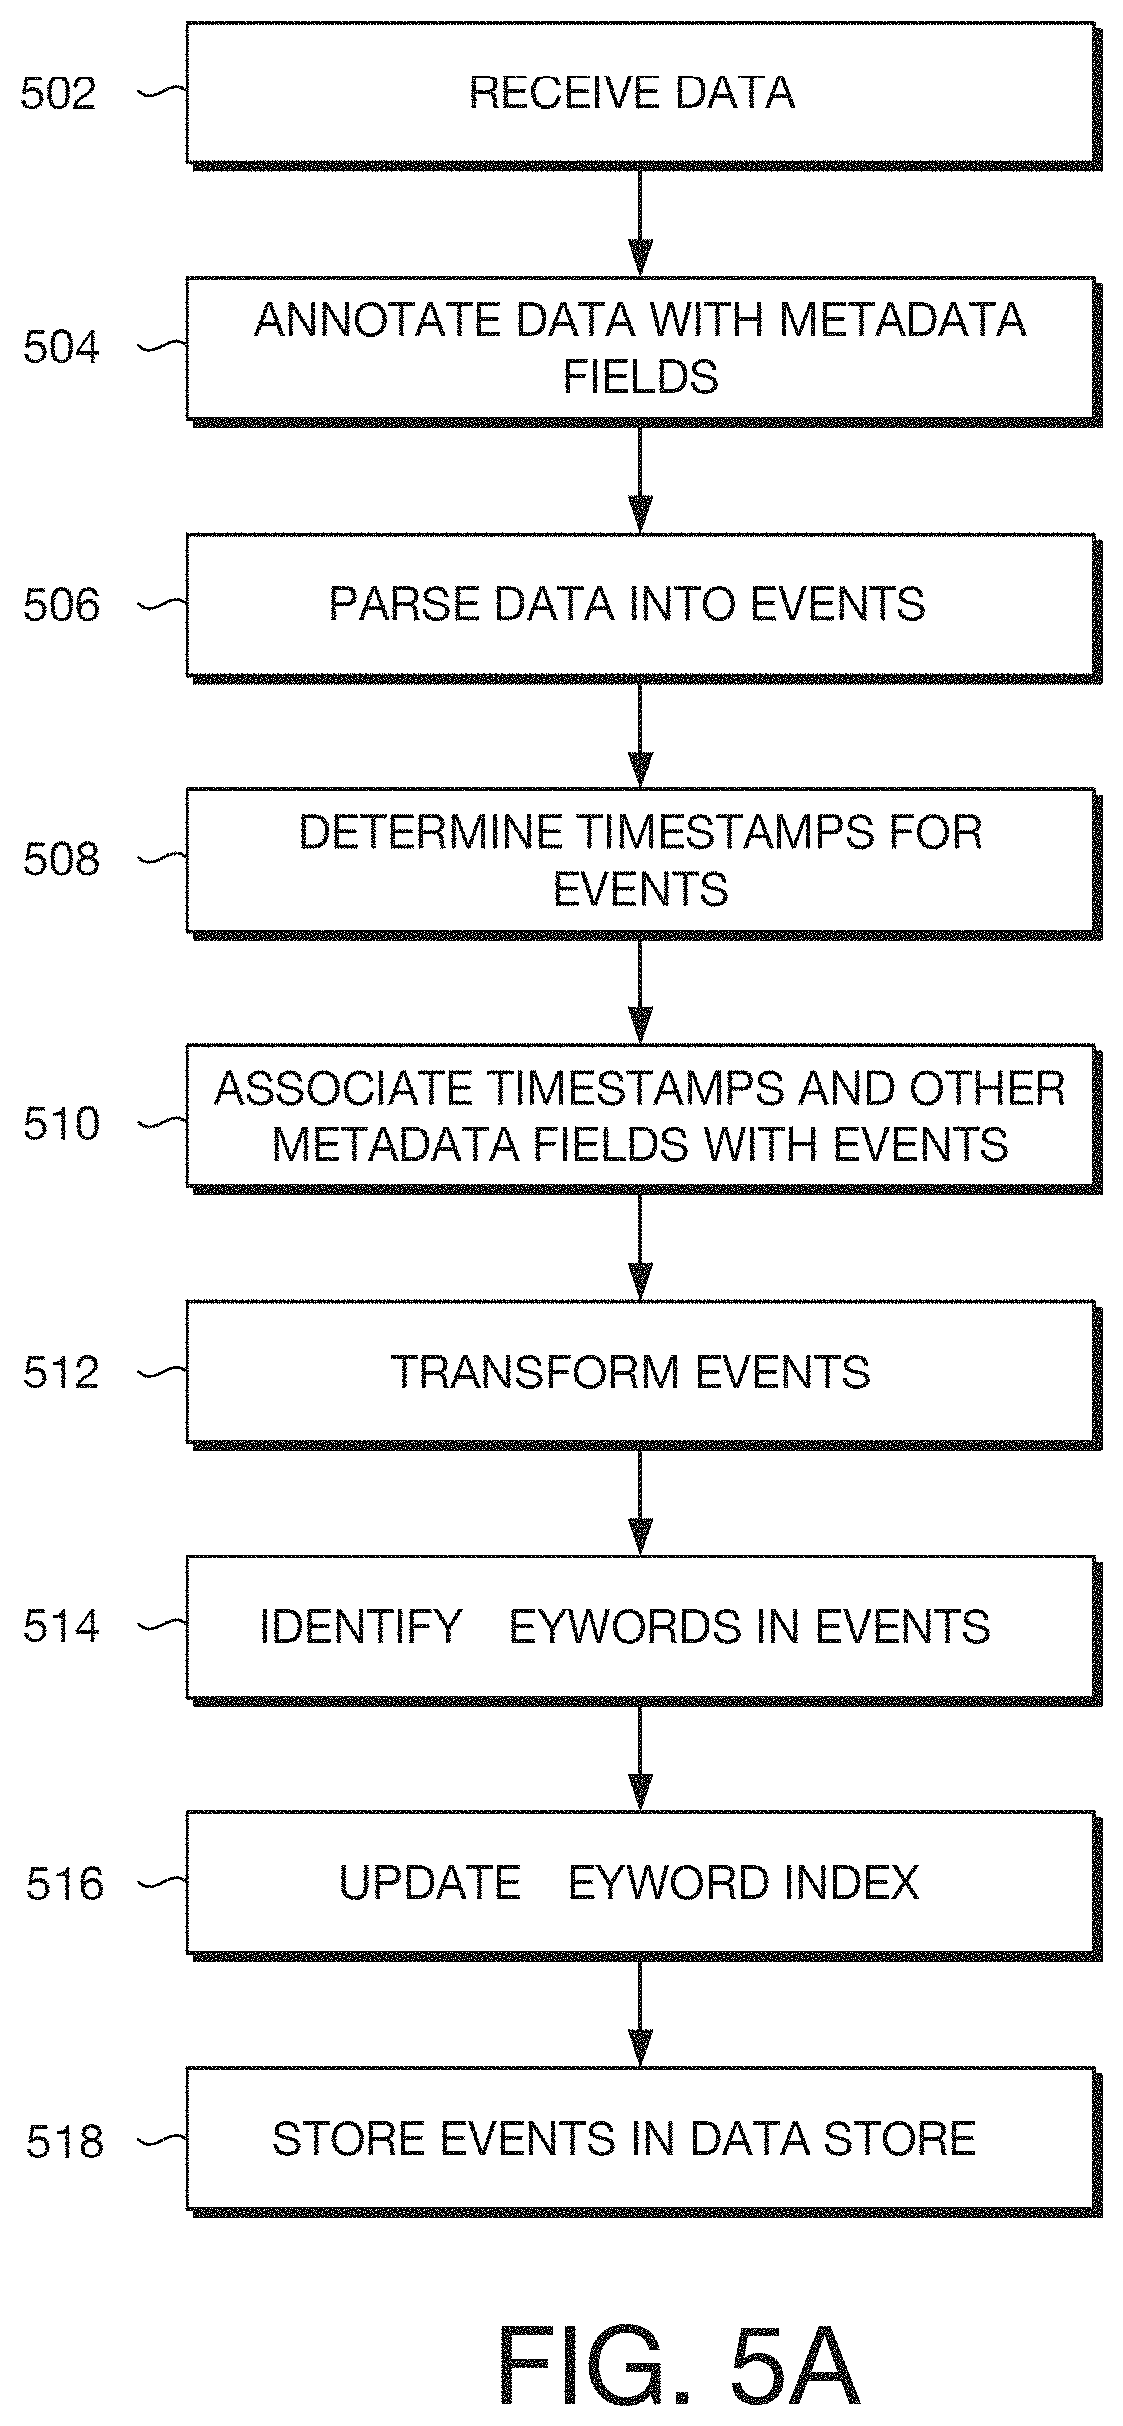 502
RECEIVE DATA
504
ANNOTATE DATA WITH METADATA
FIELDS
506
PARSE DATA INTO EVENTS
508
DETERMINE TIMESTAMPS FOR
EVENTS
510
ASSOCIATE TIMESTAMPS AND OTHER
METADATA FIELDS WITH EVENTS
512
TRANSFORM EVENTS
514
IDENTIFY EYWORDS IN EVENTS
516
UPDATE EYWORD INDEX
518
STORE EVENTS IN DATA STORE
FIG. 5A